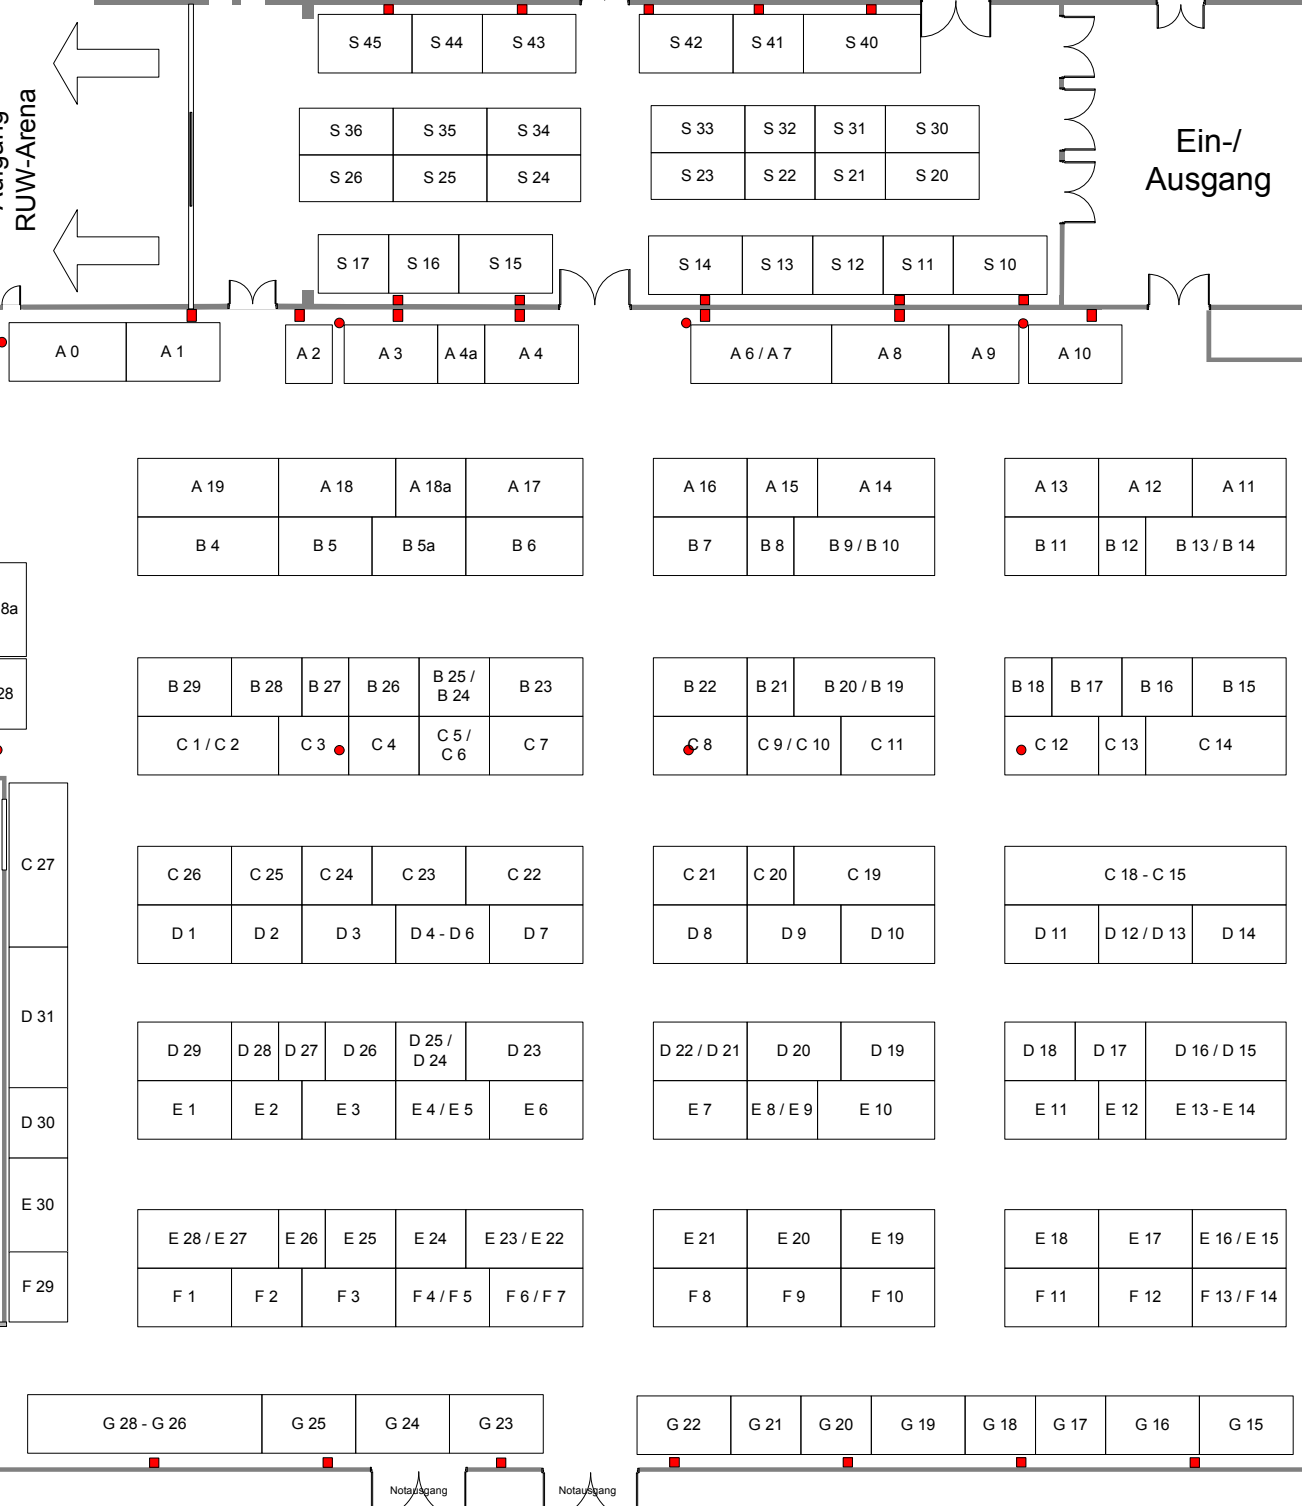 S 45 S 44 S 43 S 42 S 41 S 40
RUW-Arena
S 36 S 35 S 34 S 33 S 32 S 31 S 30
Ein-/
Ausgang
S 26 S 25 S 24 S 23 S 22 S 21 S 20
S 17 S 16 S 15 S 14 S 13 S 12 S 11 S 10
A 0 A 1 A 2 A 3 A 4a A 4 A 6 / A 7 A 8 A 9 A 10
A 19 A 18 A 18a A 17 A 16 A 15 A 14 A 13 A 12 A 11
B 4 B 5 B 5a B 6 B 7 B 8 B 9 / B 10 B 11 B 12 B 13 / B 14
8a
28
B 29 B 28 B 27 B 26 B 25 / B 24 B 23 B 22 B 21 B 20 / B 19 B 18 B 17 B 16 B 15
C 1 / C 2 C 3 C 4 C 5 / C 6 C 7 C 8 C 9 / C 10 C 11 C 12 C 13 C 14
C 27
C 26 C 25 C 24 C 23 C 22 C 21 C 20 C 19 C 18 - C 15
D 1 D 2 D 3 D 4 - D 6 D 7 D 8 D 9 D 10 D 11 D 12 / D 13 D 14
D 31
D 29 D 28 D 27 D 26 D 25 / D 24 D 23 D 22 / D 21 D 20 D 19 D 18 D 17 D 16 / D 15
E 1 E 2 E 3 E 4 / E 5 E 6 E 7 E 8 / E 9 E 10 E 11 E 12 E 13 - E 14
D 30
E 30
E 28 / E 27 E 26 E 25 E 24 E 23 / E 22 E 21 E 20 E 19 E 18 E 17 E 16 / E 15
F 29
F 1 F 2 F 3 F 4 / F 5 F 6 / F 7 F 8 F 9 F 10 F 11 F 12 F 13 / F 14
G 28 - G 26 G 25 G 24 G 23 G 22 G 21 G 20 G 19 G 18 G 17 G 16 G 15
Notausgang Notausgang